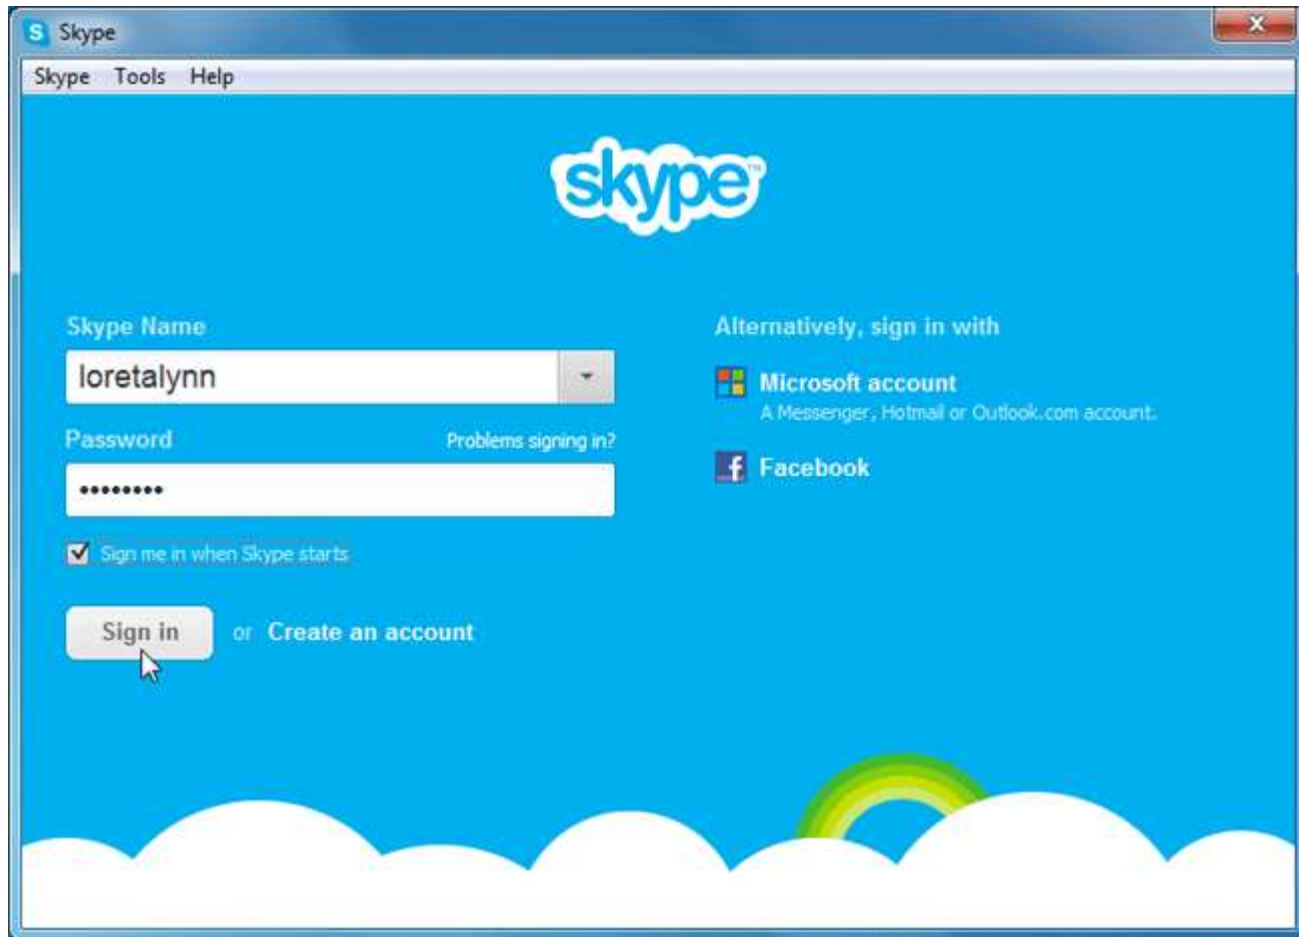 Skype
Skype Tools Help
skype™
Skype Name
loretalynn
Password Problems signing in?
••••••••
Sign me in when Skype starts
Sign in or Create an account
Alternatively, sign in with
Microsoft account
A Messenger, Hotmail or Outlook.com account.
Facebook